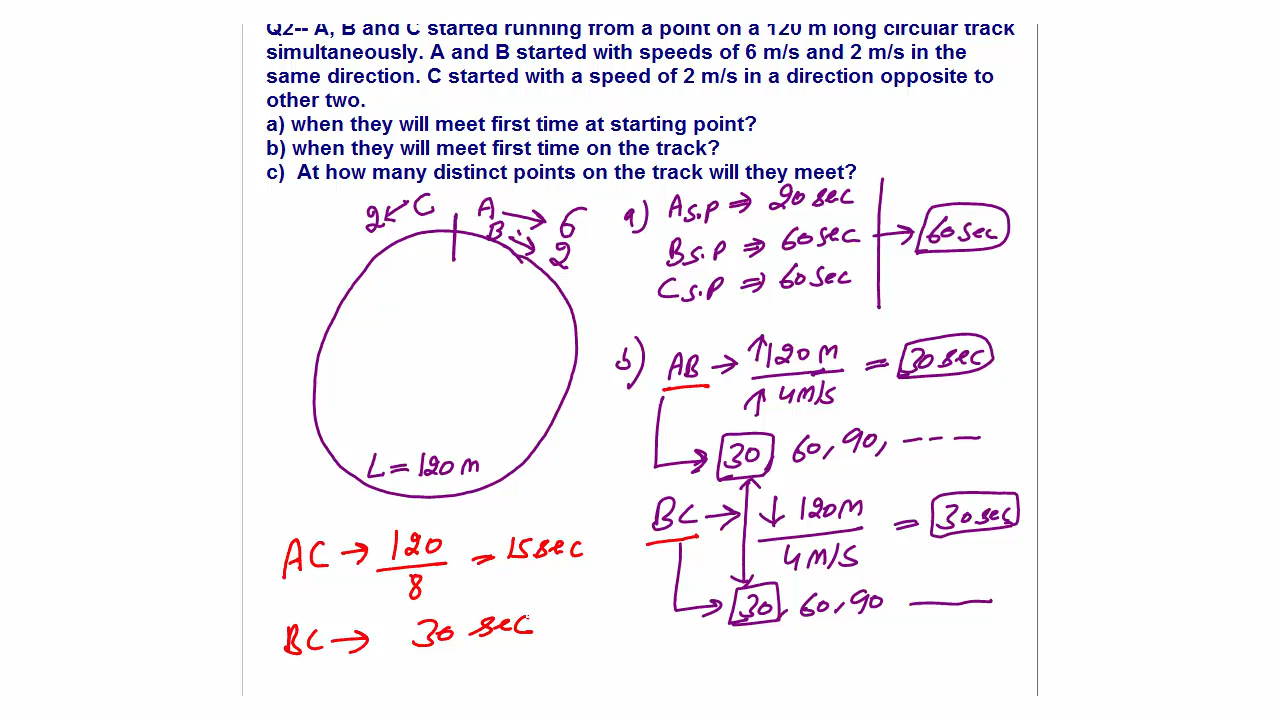 Q2-- A, B and C started running from a point on a 120 m long circular track
simultaneously. A and B started with speeds of 6 m/s and 2 m/s in the
same direction. C started with a speed of 2 m/s in a direction opposite to
other two.
a) when they will meet first time at starting point?
b) when they will meet first time on the track?
c) At how many distinct points on the track will they meet?
2 ↙ C A → 6
B → 2
L = 120 m
a) A S.P ⇒ 20 sec
B S.P ⇒ 60 sec → 60 sec
C S.P ⇒ 60 sec
b) AB → ↑120 m / ↑ 4 m/s = 30 sec
30, 60, 90, ----
BC → ↓ 120 m / 4 m/s = 30 sec
30, 60, 90 ——
AC → 120 / 8 = 15 sec
BC → 30 sec